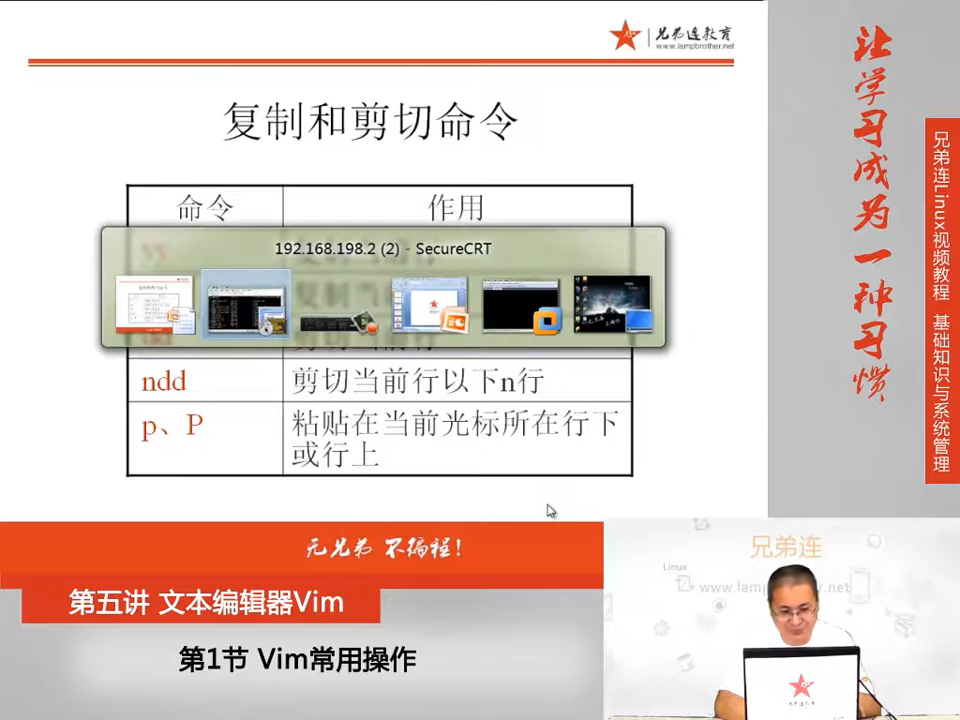 兄弟连教育
www.lampbrother.net
复制和剪切命令
命令
作用
192.168.198.2 (2) - SecureCRT
ndd
剪切当前行以下n行
p、P
粘贴在当前光标所在行下
或行上
无兄弟 不编程!
第五讲 文本编辑器Vim
第1节 Vim常用操作
让学习成为一种习惯
兄弟连Linux视频教程 基础知识与系统管理
兄弟连
Linux